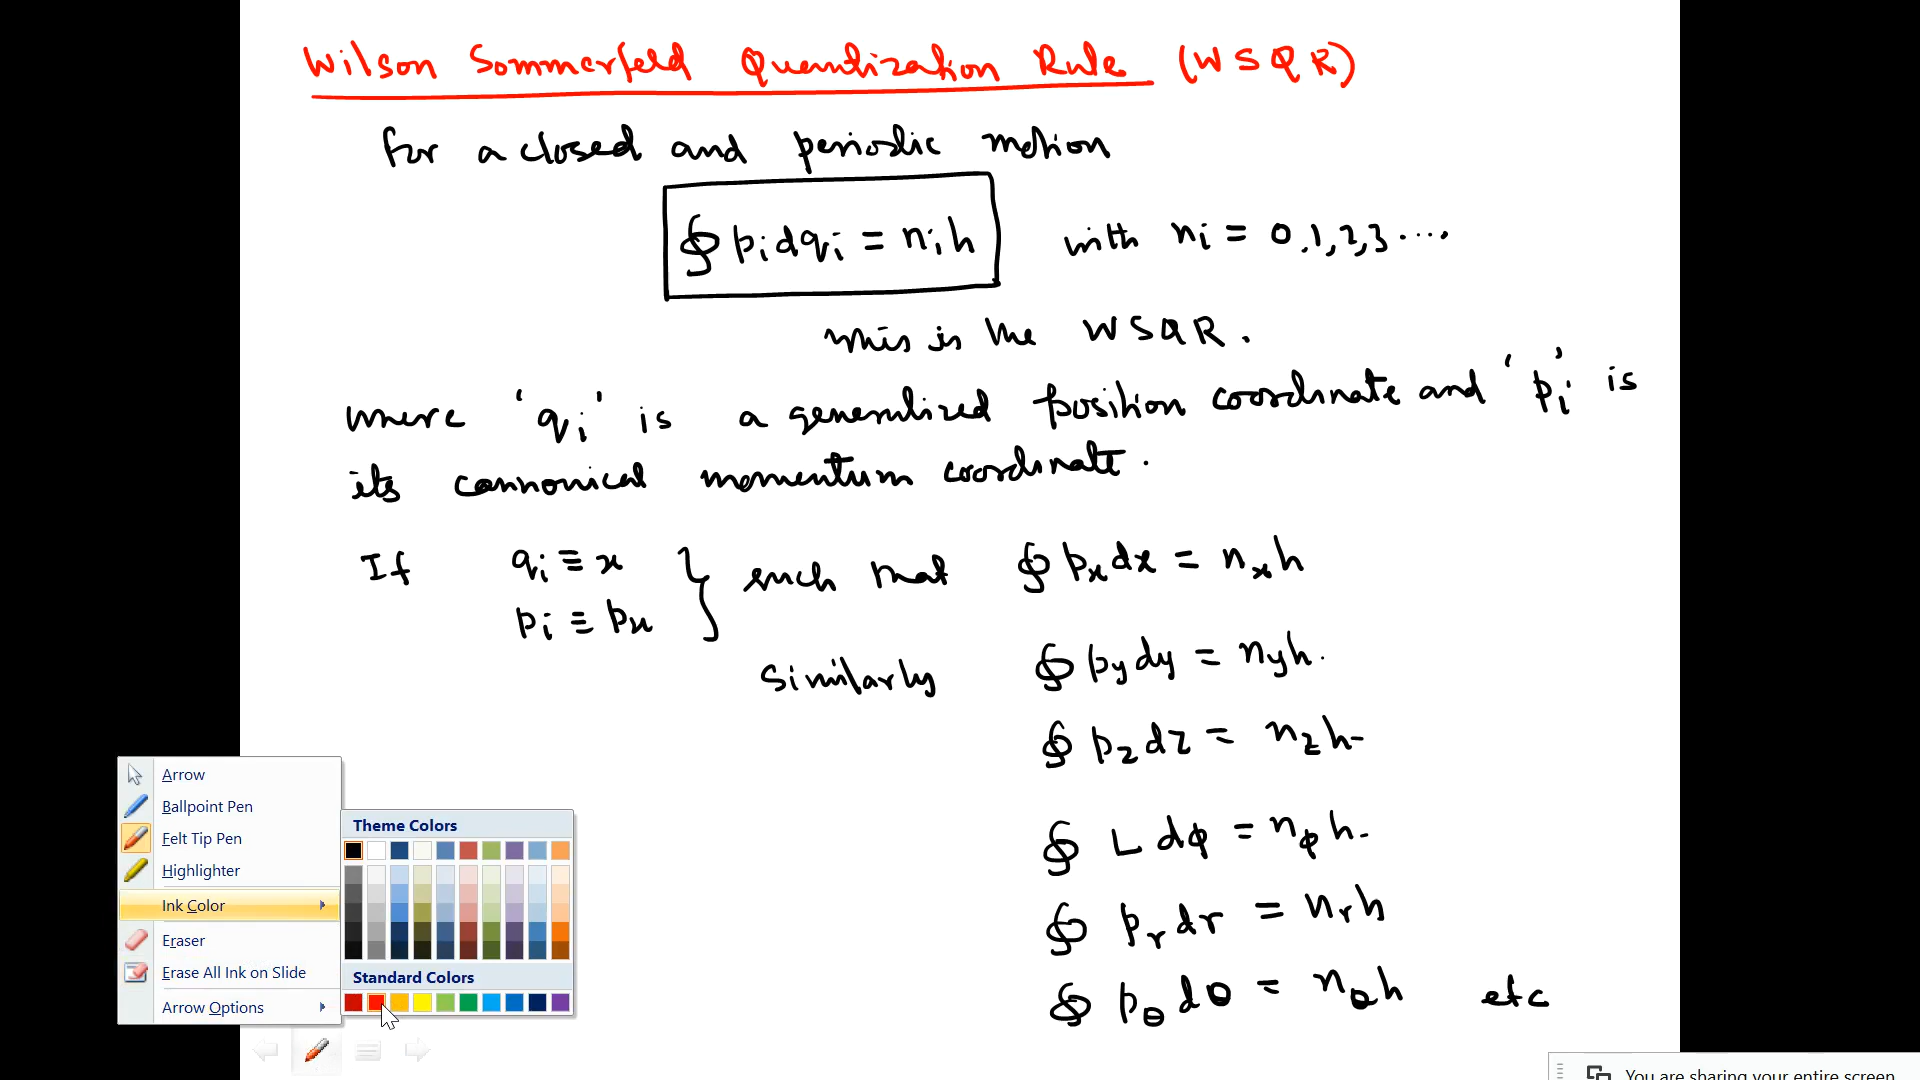 Wilson Sommerfeld Quantization Rule (WSQR)
for a closed and periodic motion
∮ pᵢdqᵢ = nᵢh with nᵢ = 0,1,2,3....
This is the WSQR.
where 'qᵢ' is a generalized position coordinate and 'pᵢ' is
its cannonical momentum coordinate.
If qᵢ ≡ x } such that ∮ pₓdx = nₓh
pᵢ ≡ pₓ
Similarly ∮ p_y dy = n_y h.
∮ p_z dz = n_z h
∮ L dφ = n_φ h
∮ p_r dr = n_r h
∮ p_θ dθ = n_θ h etc
Arrow
Ballpoint Pen
Felt Tip Pen
Highlighter
Ink Color
Eraser
Erase All Ink on Slide
Arrow Options
Theme Colors
Standard Colors
You are sharing your entire screen